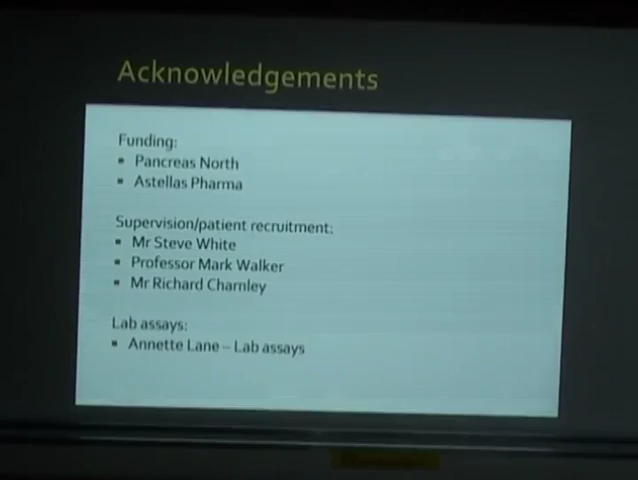 Acknowledgements
Funding:
▪ Pancreas North
▪ Astellas Pharma
Supervision/patient recruitment:
▪ Mr Steve White
▪ Professor Mark Walker
▪ Mr Richard Charnley
Lab assays:
▪ Annette Lane – Lab assays